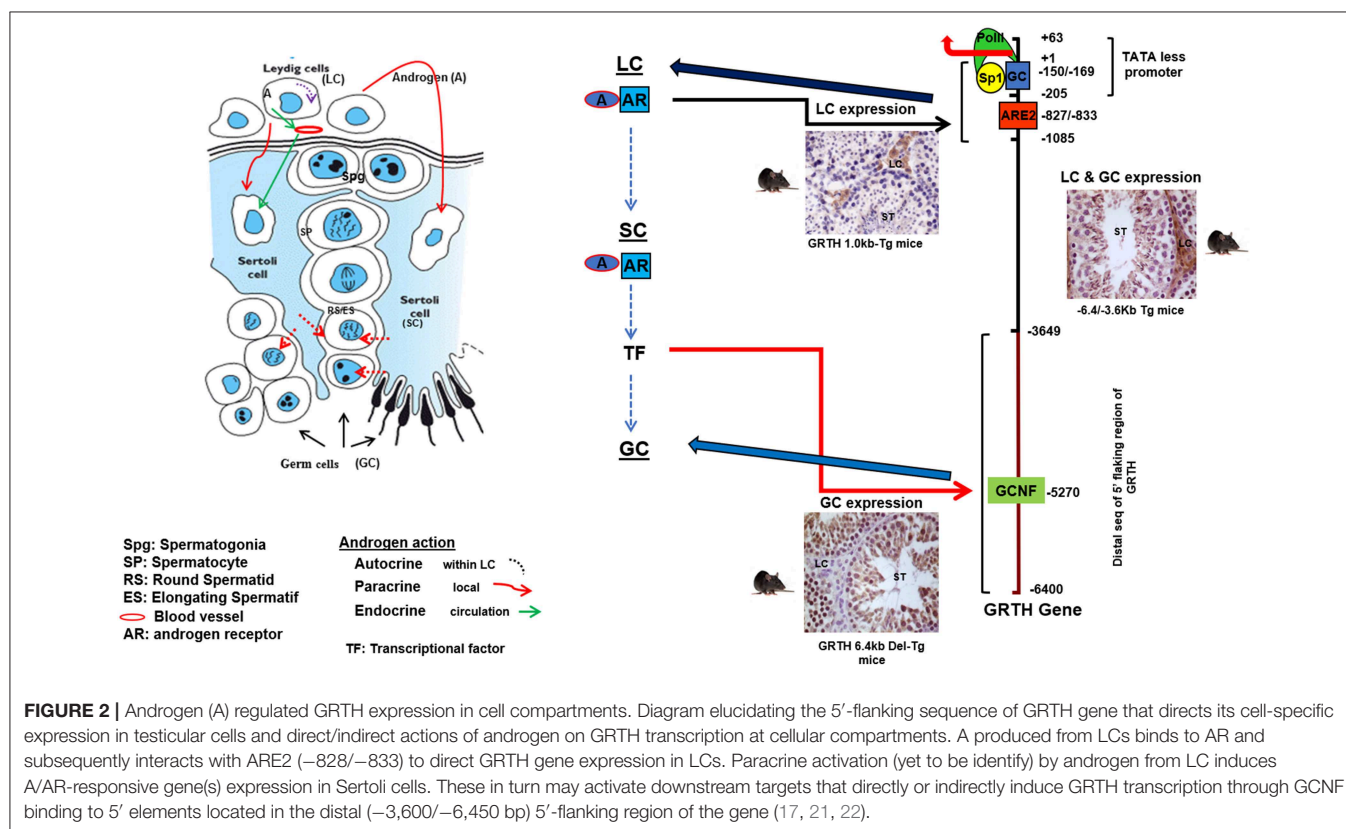 Leydig cells
(LC)
Androgen (A)
A
Spg
SP
Sertoli
cell
RS/ES
Sertoli
cell
(SC)
Germ cells (GC)
Spg: Spermatogonia
SP: Spermatocyte
RS: Round Spermatid
ES: Elongating Spermatif
Blood vessel
AR: androgen receptor
Androgen action
Autocrine within LC
Paracrine local
Endocrine circulation
TF: Transcriptional factor
LC
A AR
SC
A AR
TF
GC
LC expression
LC
ST
GRTH 1.0kb-Tg mice
GC expression
LC
ST
GRTH 6.4kb Del-Tg
mice
PolII
Sp1
GC
ARE2
GCNF
+63
+1
-150/-169
-205
-827/-833
-1085
-3649
-5270
-6400
GRTH Gene
TATA less
promoter
LC & GC expression
ST
LC
-6.4/-3.6Kb Tg mice
Distal seq of 5' flaking region of
GRTH
FIGURE 2 | Androgen (A) regulated GRTH expression in cell compartments. Diagram elucidating the 5′-flanking sequence of GRTH gene that directs its cell-specific
expression in testicular cells and direct/indirect actions of androgen on GRTH transcription at cellular compartments. A produced from LCs binds to AR and
subsequently interacts with ARE2 (−828/−833) to direct GRTH gene expression in LCs. Paracrine activation (yet to be identify) by androgen from LC induces
A/AR-responsive gene(s) expression in Sertoli cells. These in turn may activate downstream targets that directly or indirectly induce GRTH transcription through GCNF
binding to 5′ elements located in the distal (−3,600/−6,450 bp) 5′-flanking region of the gene (17, 21, 22).